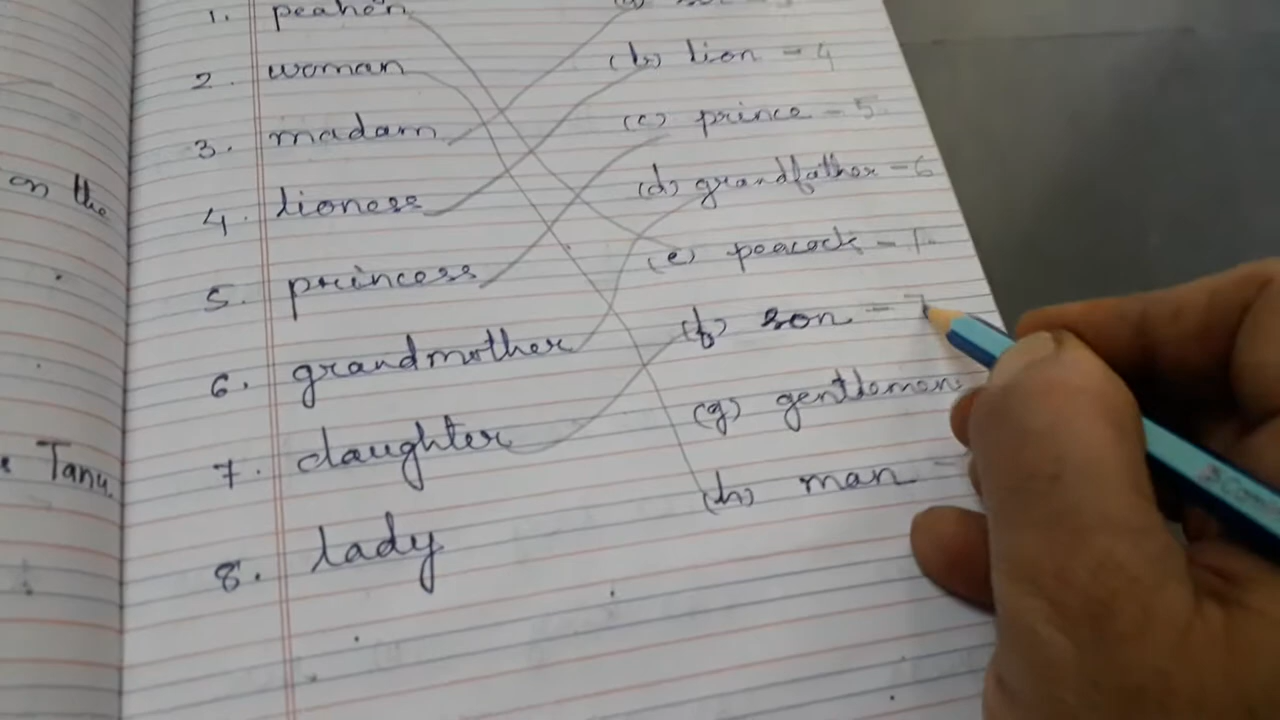 1. peahen
2. woman (b) lion - 4
3. madam (c) prince - 5
4. lioness (d) grandfather - 6
on the
5. princess (e) peacock - 1
6. grandmother (f) son - 7
7. daughter (g) gentleman
Tanu.
8. lady (h) man -